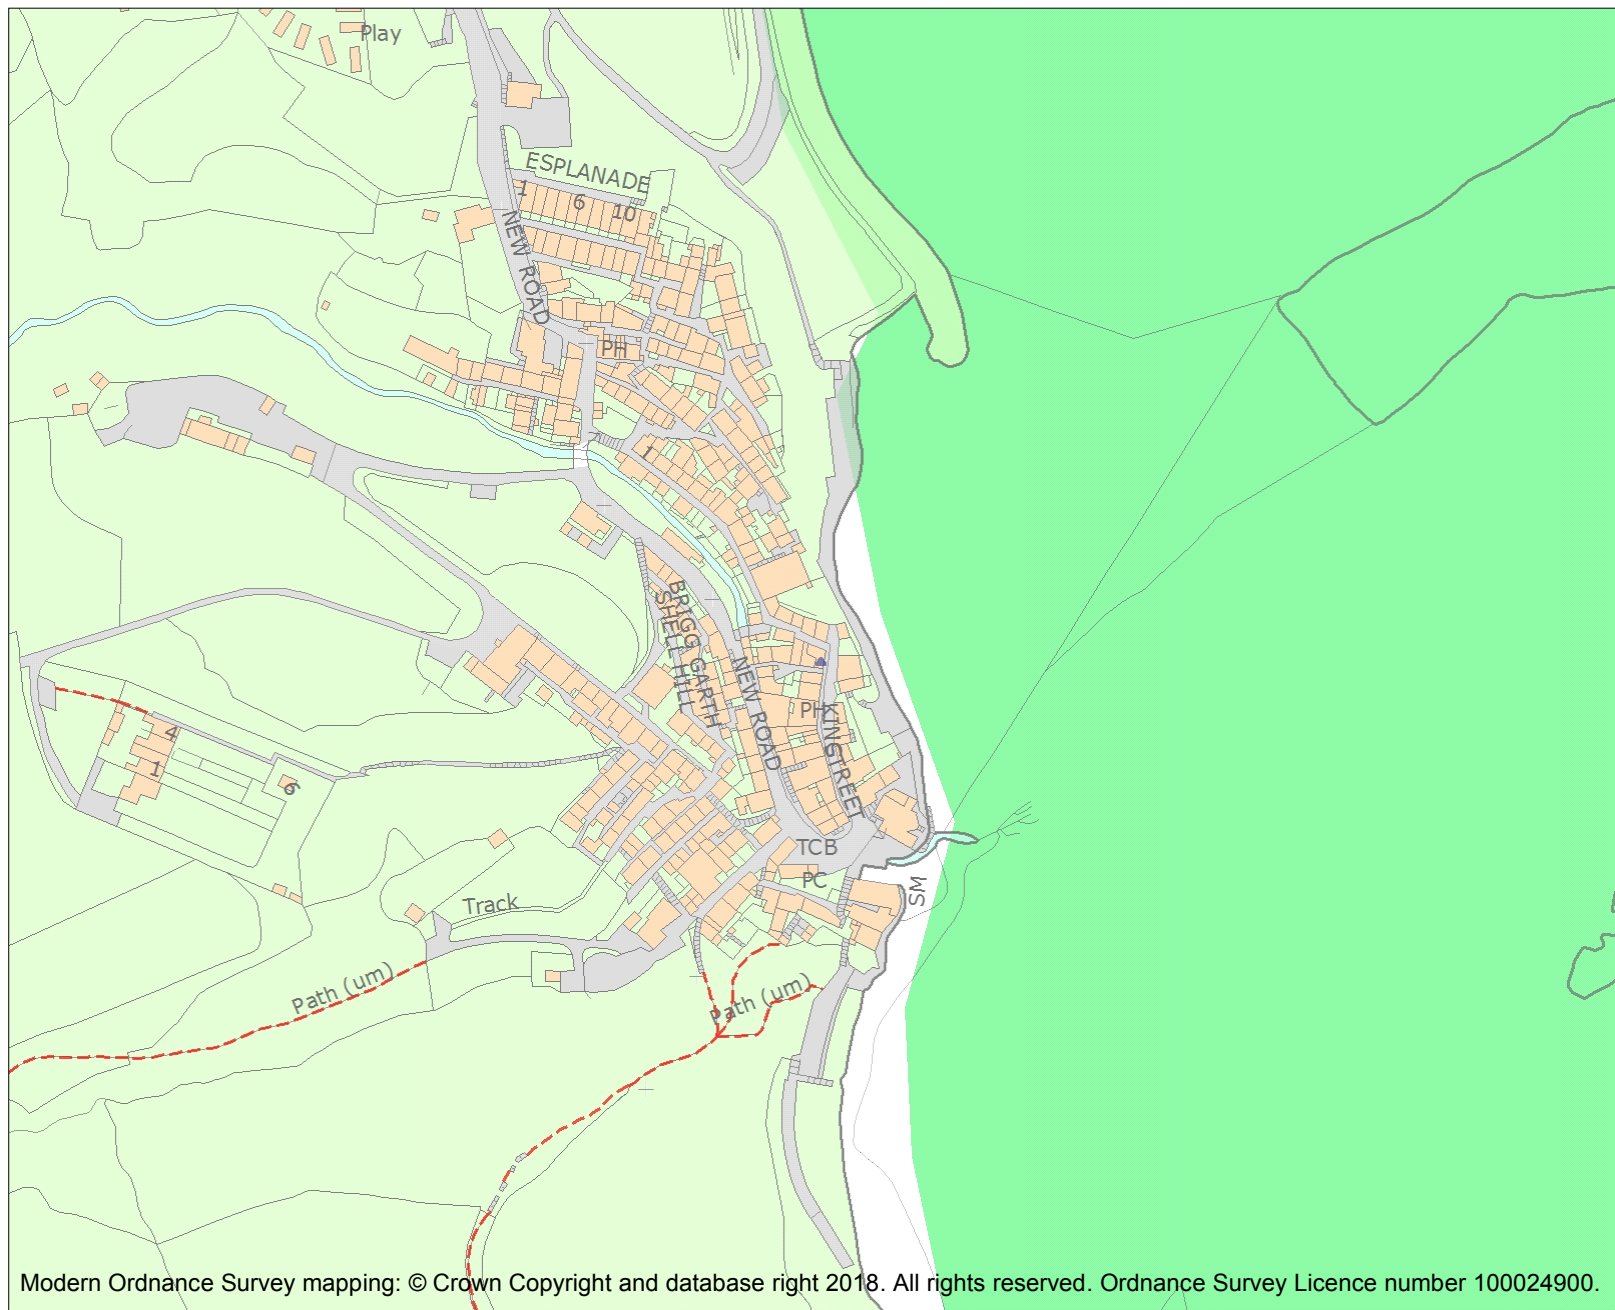 Play
ESPLANADE
1
6
10
NEW ROAD
PH
1
BRIGG GARTH
SHELL HILL
NEW ROAD
PH
KINGSTREET
4
1
6
TCB
PC
SM
Track
Path (um)
Path (um)
Modern Ordnance Survey mapping: © Crown Copyright and database right 2018. All rights reserved. Ordnance Survey Licence number 100024900.